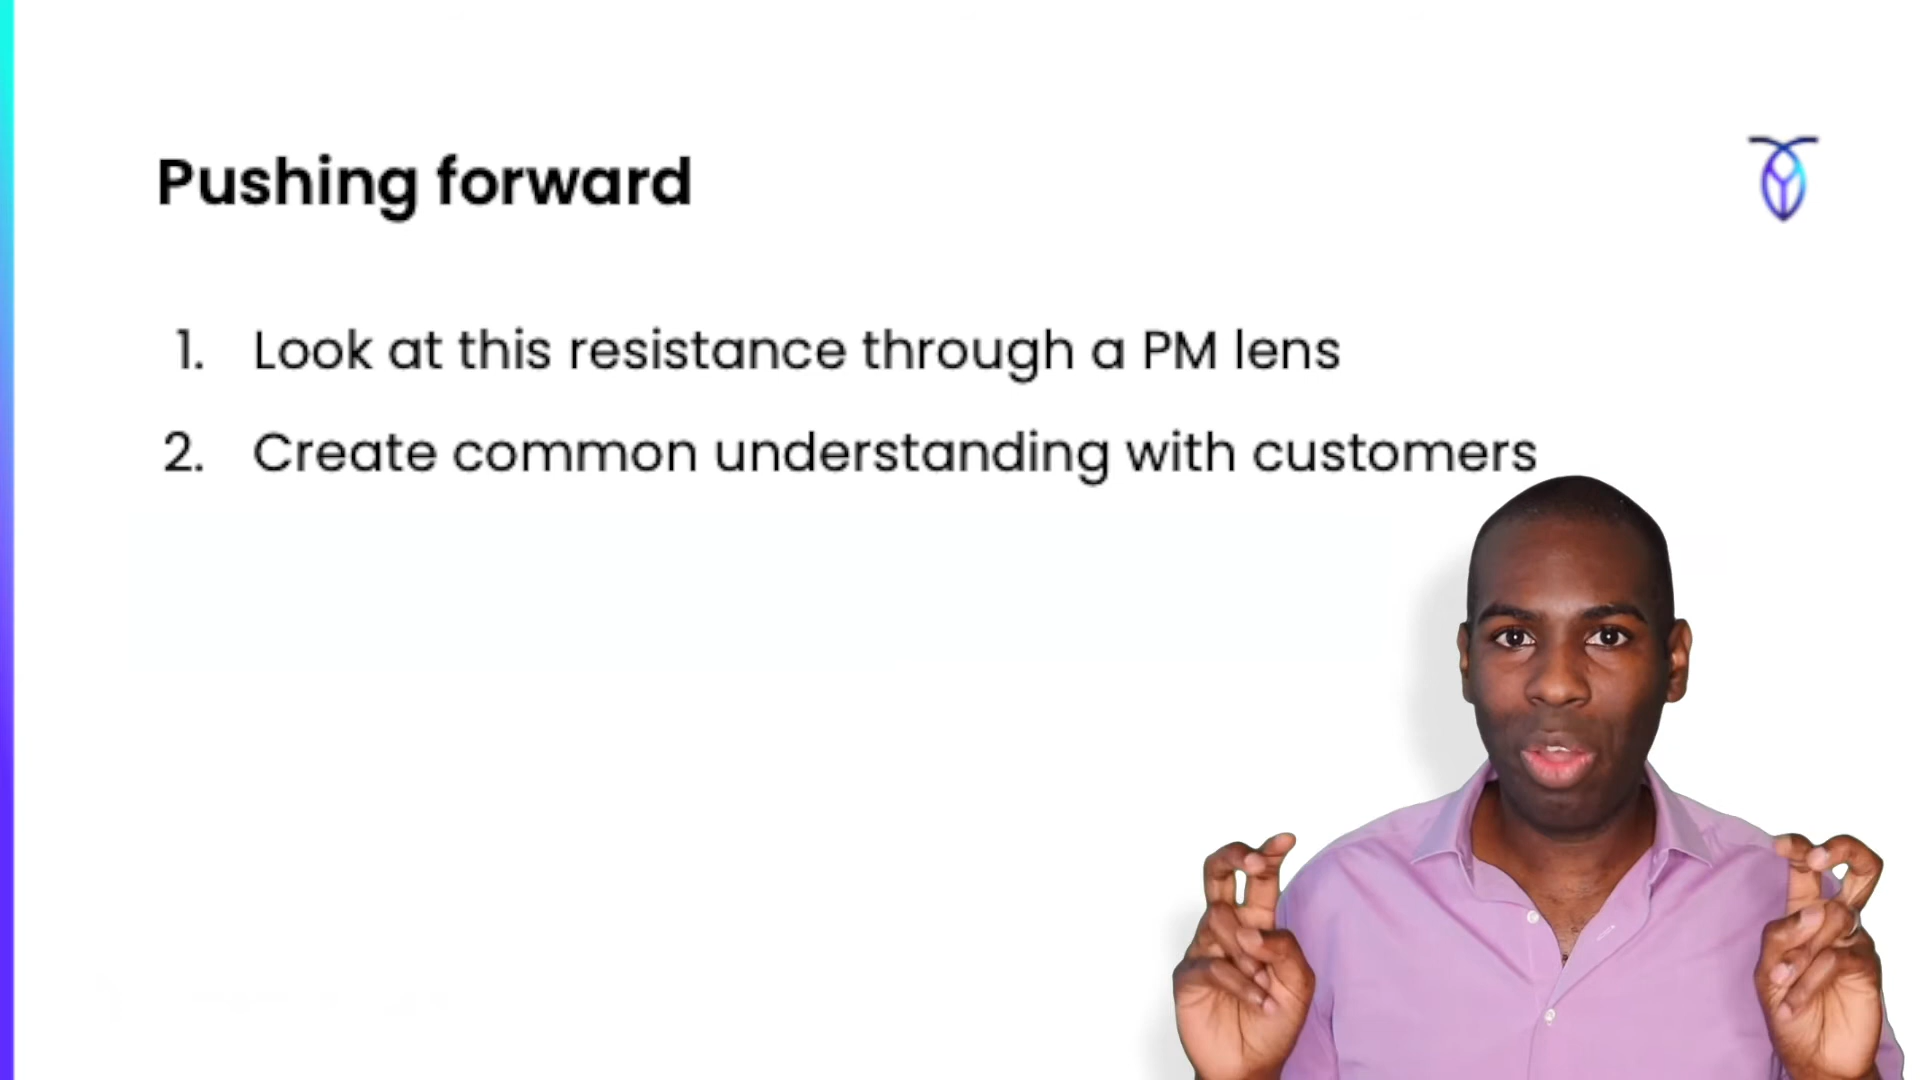 Pushing forward
1. Look at this resistance through a PM lens
2. Create common understanding with customers